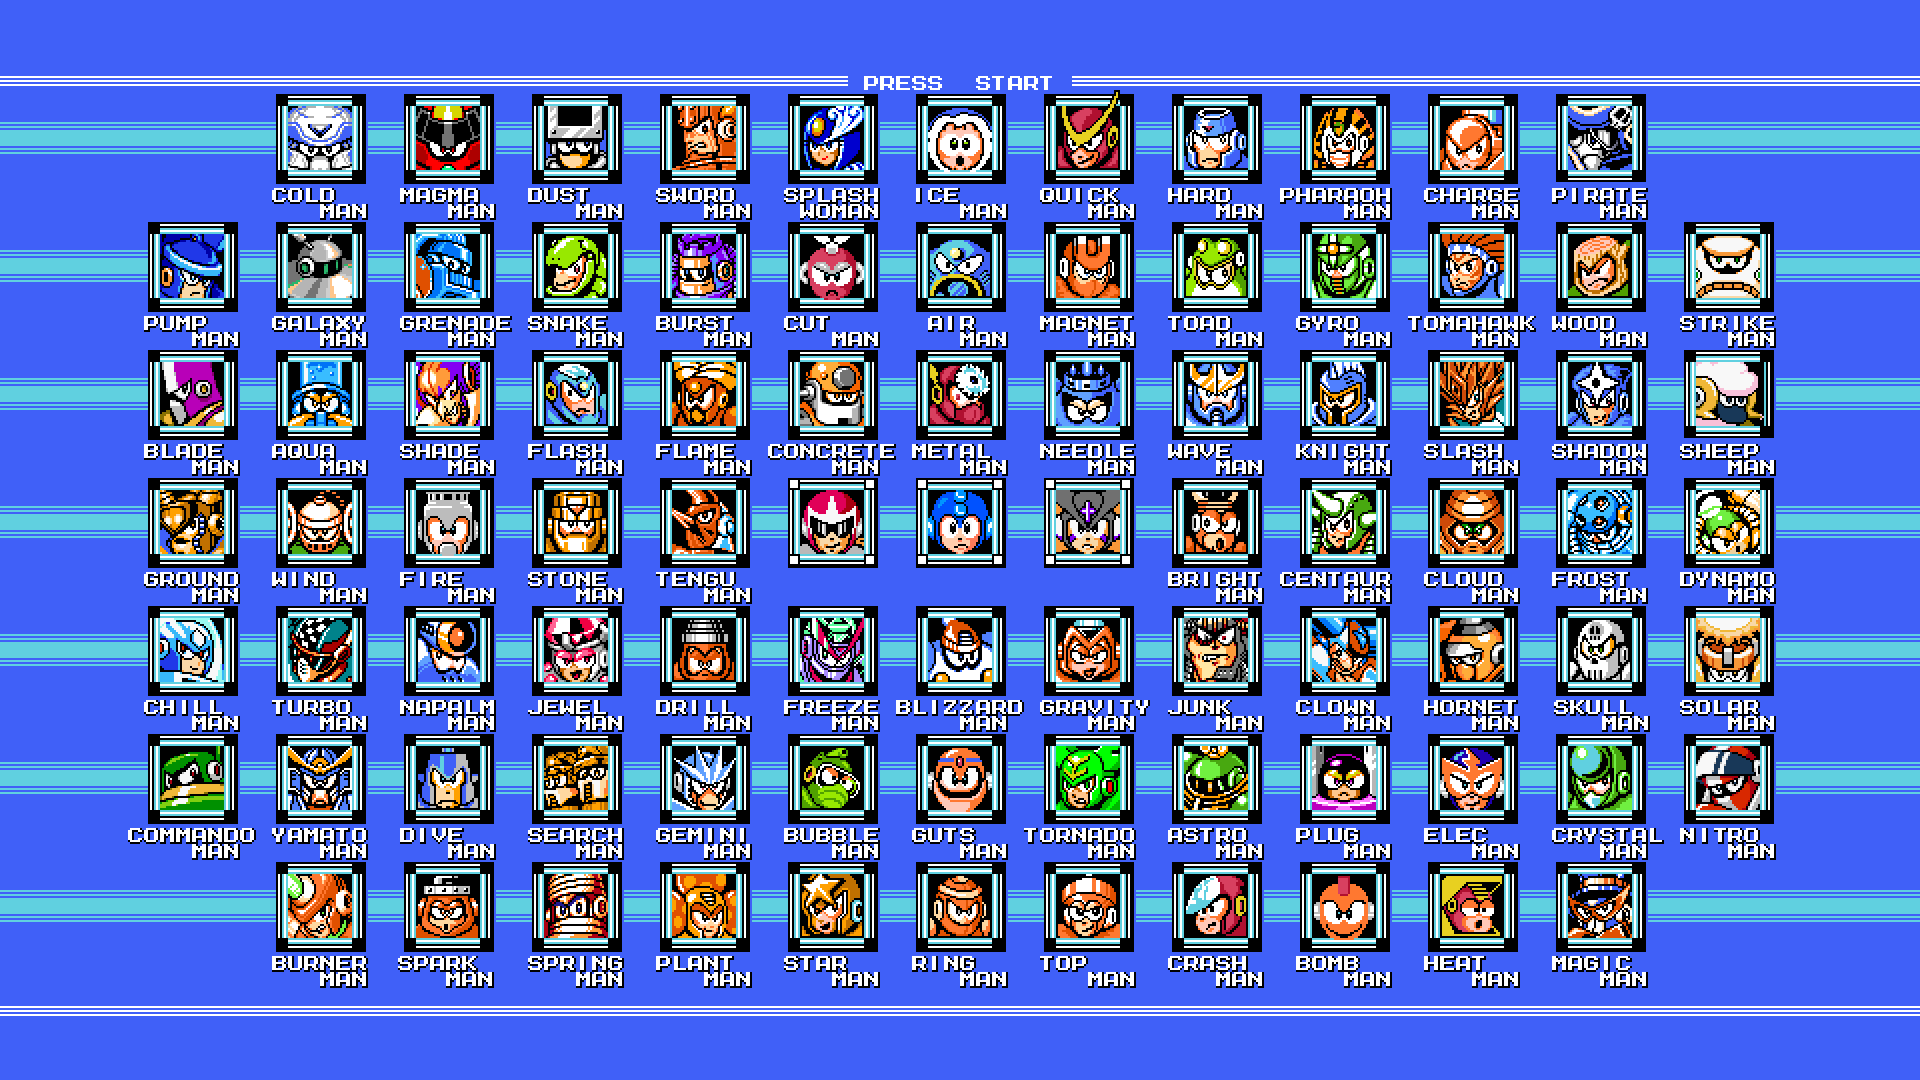 PRESS START
COLD MAN MAGMA MAN DUST MAN SWORD MAN SPLASH WOMAN ICE MAN QUICK MAN HARD MAN PHARAOH MAN CHARGE MAN PIRATE MAN
PUMP MAN GALAXY MAN GRENADE MAN SNAKE MAN BURST MAN CUT MAN AIR MAN MAGNET MAN TOAD MAN GYRO MAN TOMAHAWK MAN WOOD MAN STRIKE MAN
BLADE MAN AQUA MAN SHADE MAN FLASH MAN FLAME MAN CONCRETE MAN METAL MAN NEEDLE MAN WAVE MAN KNIGHT MAN SLASH MAN SHADOW MAN SHEEP MAN
GROUND MAN WIND MAN FIRE MAN STONE MAN TENGU MAN BRIGHT MAN CENTAUR MAN CLOUD MAN FROST MAN DYNAMO MAN
CHILL MAN TURBO MAN NAPALM MAN JEWEL MAN DRILL MAN FREEZE MAN BLIZZARD MAN GRAVITY MAN JUNK MAN CLOWN MAN HORNET MAN SKULL MAN SOLAR MAN
COMMANDO MAN YAMATO MAN DIVE MAN SEARCH MAN GEMINI MAN BUBBLE MAN GUTS MAN TORNADO MAN ASTRO MAN PLUG MAN ELEC MAN CRYSTAL MAN NITRO MAN
BURNER MAN SPARK MAN SPRING MAN PLANT MAN STAR MAN RING MAN TOP MAN CRASH MAN BOMB MAN HEAT MAN MAGIC MAN